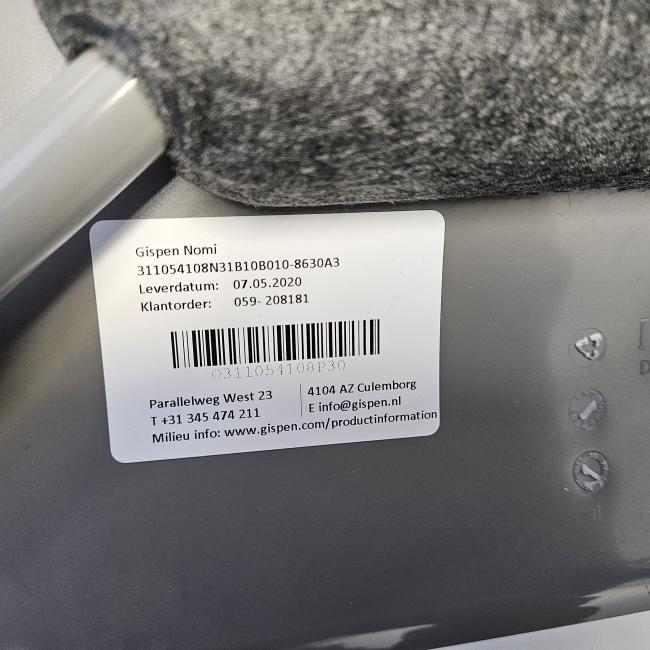 Gispen Nomi
311054108N31B10B010-8630A3
Leverdatum: 07.05.2020
Klantorder: 059- 208181
O311054108P30
Parallelweg West 23
T +31 345 474 211
4104 AZ Culemborg
E info@gispen.nl
Milieu info: www.gispen.com/productinformation